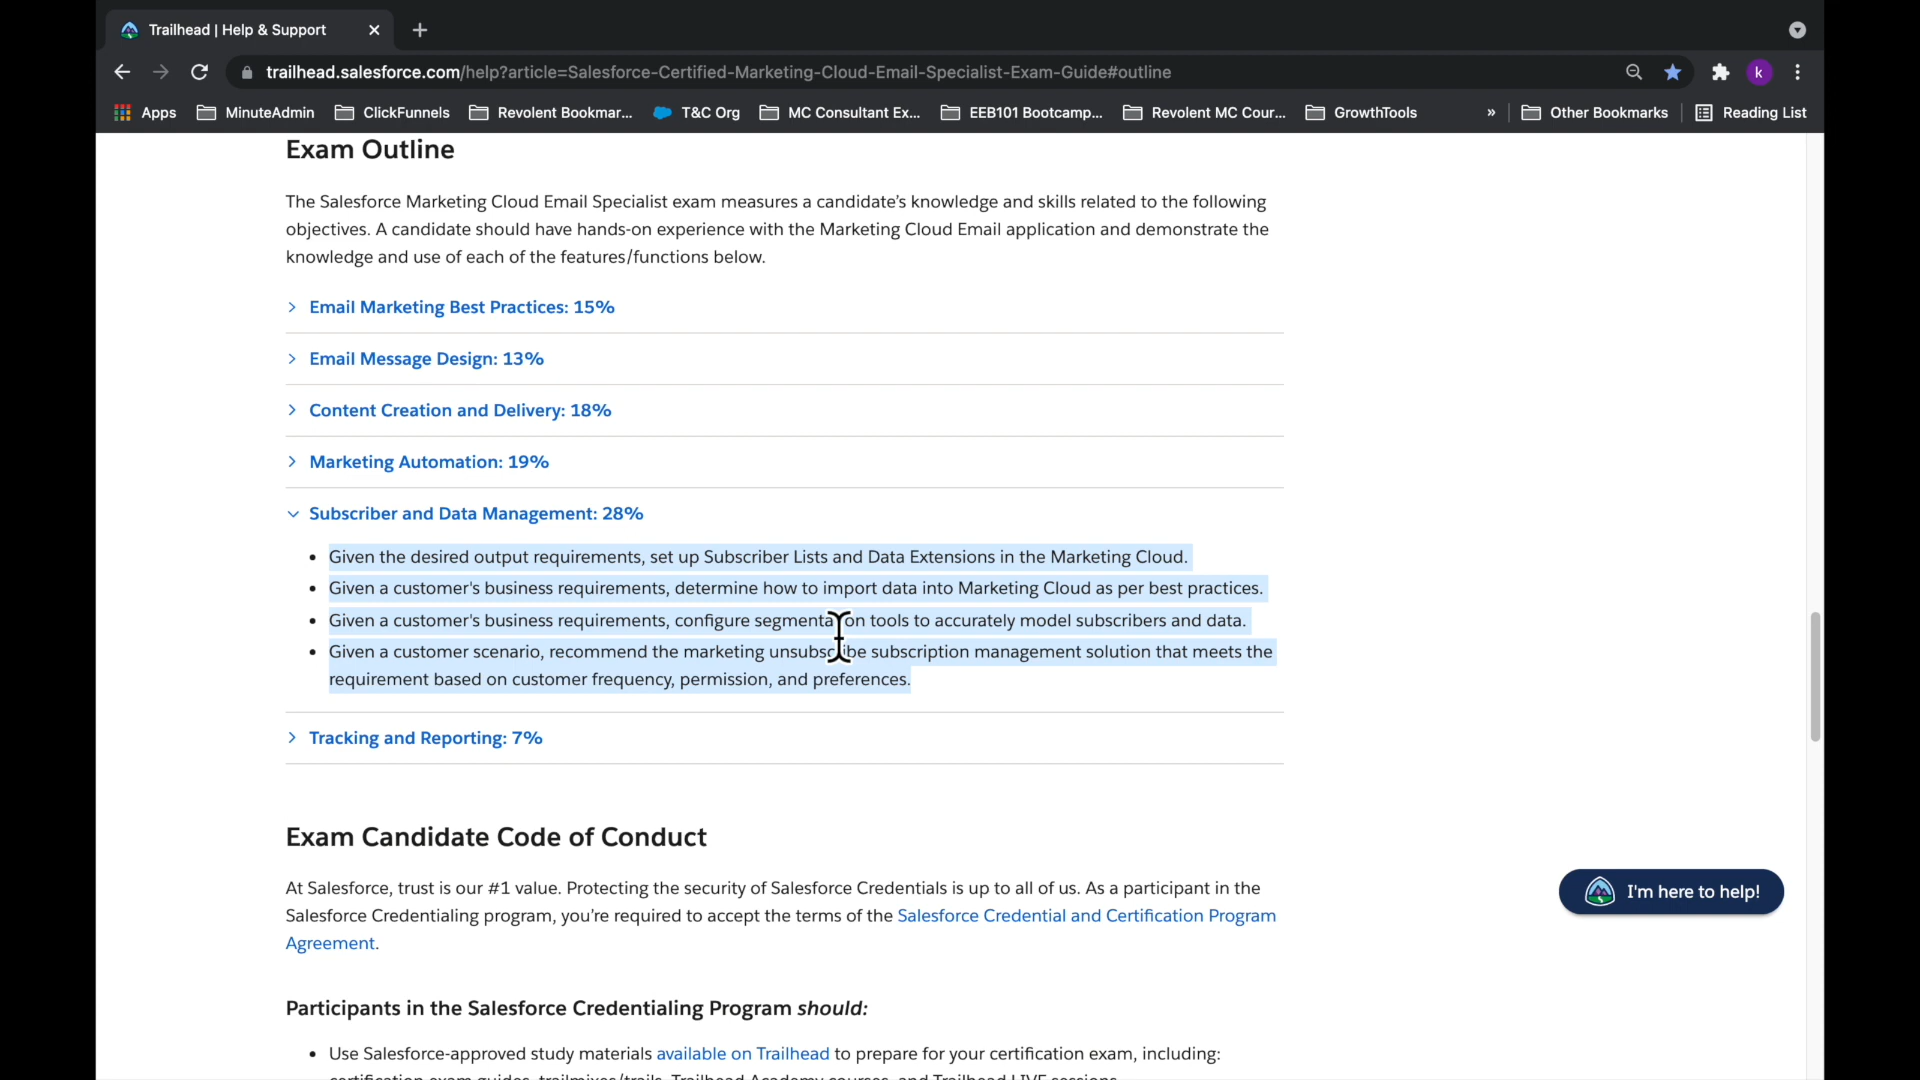 Trailhead | Help & Support
trailhead.salesforce.com/help?article=Salesforce-Certified-Marketing-Cloud-Email-Specialist-Exam-Guide#outline
k
Apps MinuteAdmin ClickFunnels Revolent Bookmar... T&C Org MC Consultant Ex... EEB101 Bootcamp... Revolent MC Cour... GrowthTools » Other Bookmarks Reading List
Exam Outline
The Salesforce Marketing Cloud Email Specialist exam measures a candidate's knowledge and skills related to the following
objectives. A candidate should have hands-on experience with the Marketing Cloud Email application and demonstrate the
knowledge and use of each of the features/functions below.
Email Marketing Best Practices: 15%
Email Message Design: 13%
Content Creation and Delivery: 18%
Marketing Automation: 19%
Subscriber and Data Management: 28%
• Given the desired output requirements, set up Subscriber Lists and Data Extensions in the Marketing Cloud.
• Given a customer's business requirements, determine how to import data into Marketing Cloud as per best practices.
• Given a customer's business requirements, configure segmentation tools to accurately model subscribers and data.
• Given a customer scenario, recommend the marketing unsubscribe subscription management solution that meets the
requirement based on customer frequency, permission, and preferences.
Tracking and Reporting: 7%
Exam Candidate Code of Conduct
At Salesforce, trust is our #1 value. Protecting the security of Salesforce Credentials is up to all of us. As a participant in the
Salesforce Credentialing program, you're required to accept the terms of the Salesforce Credential and Certification Program
Agreement.
I'm here to help!
Participants in the Salesforce Credentialing Program should:
• Use Salesforce-approved study materials available on Trailhead to prepare for your certification exam, including:
certification exam guides, trailmixes/trails, Trailhead Academy courses, and Trailhead LIVE sessions.